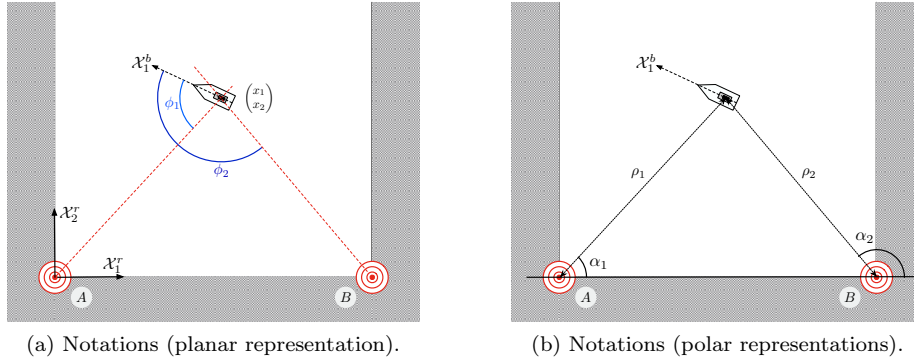 𝒳₁ᵇ
(x₁
x₂)
ϕ₁
ϕ₂
𝒳₂ʳ
𝒳₁ʳ
A
B
(a) Notations (planar representation).
𝒳₁ᵇ
ρ₁
ρ₂
α₂
α₁
A
B
(b) Notations (polar representations).